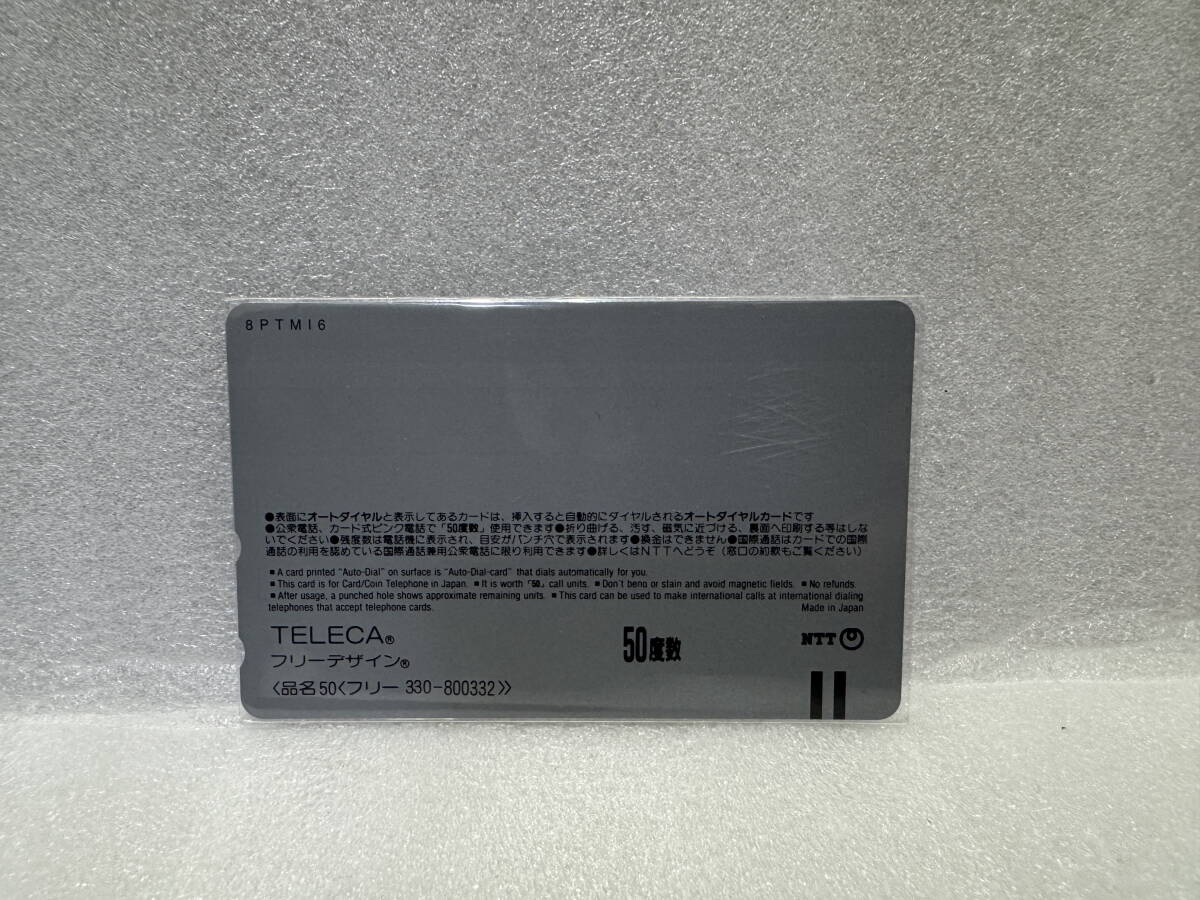 8PTM16
●表面にオートダイヤルと表示してあるカードは、挿入すると自動的にダイヤルされるオートダイヤルカードです
●公衆電話、カード式ピンク電話で「50度数」使用できます●折り曲げる、汚す、磁気に近づける、裏面へ印刷する等はしな
いでください●残度数は電話機に表示され、目安がパンチ穴で表示されます●換金はできません●国際通話はカードでの国際
通話の利用を認めている国際通話兼用公衆電話に限り利用できます●詳しくはNTTへどうぞ（窓口の約款もご覧ください）
■ A card printed "Auto-Dial" on surface is "Auto-Dial-card" that dials automatically for you.
■ This card is for Card/Coin Telephone in Japan. ■ It is worth「50」call units. ■ Don't bend or stain and avoid magnetic fields. ■ No refunds.
■ After usage, a punched hole shows approximate remaining units. ■ This card can be used to make international calls at international dialing
telephones that accept telephone cards. Made in Japan
TELECA®
フリーデザイン®
50度数
NTT
〈品名50〈フリー 330-800332〉〉